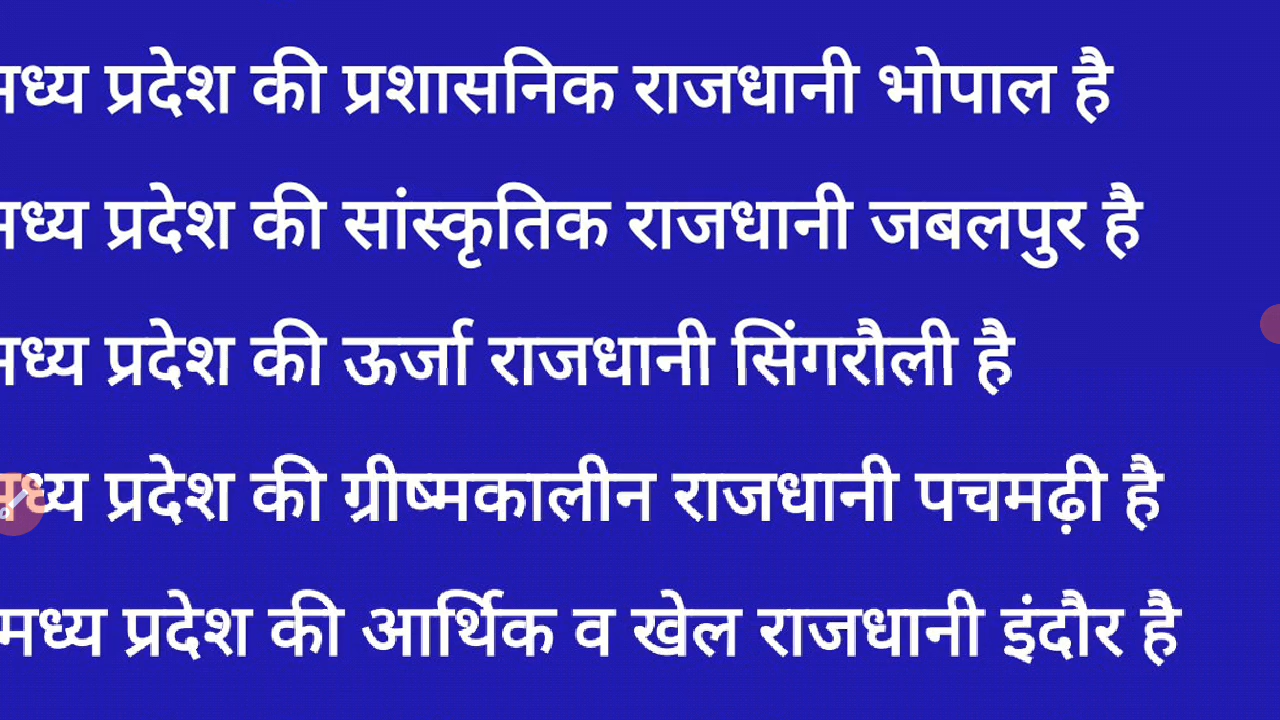 मध्य प्रदेश की प्रशासनिक राजधानी भोपाल है
मध्य प्रदेश की सांस्कृतिक राजधानी जबलपुर है
मध्य प्रदेश की ऊर्जा राजधानी सिंगरौली है
मध्य प्रदेश की ग्रीष्मकालीन राजधानी पचमढ़ी है
मध्य प्रदेश की आर्थिक व खेल राजधानी इंदौर है